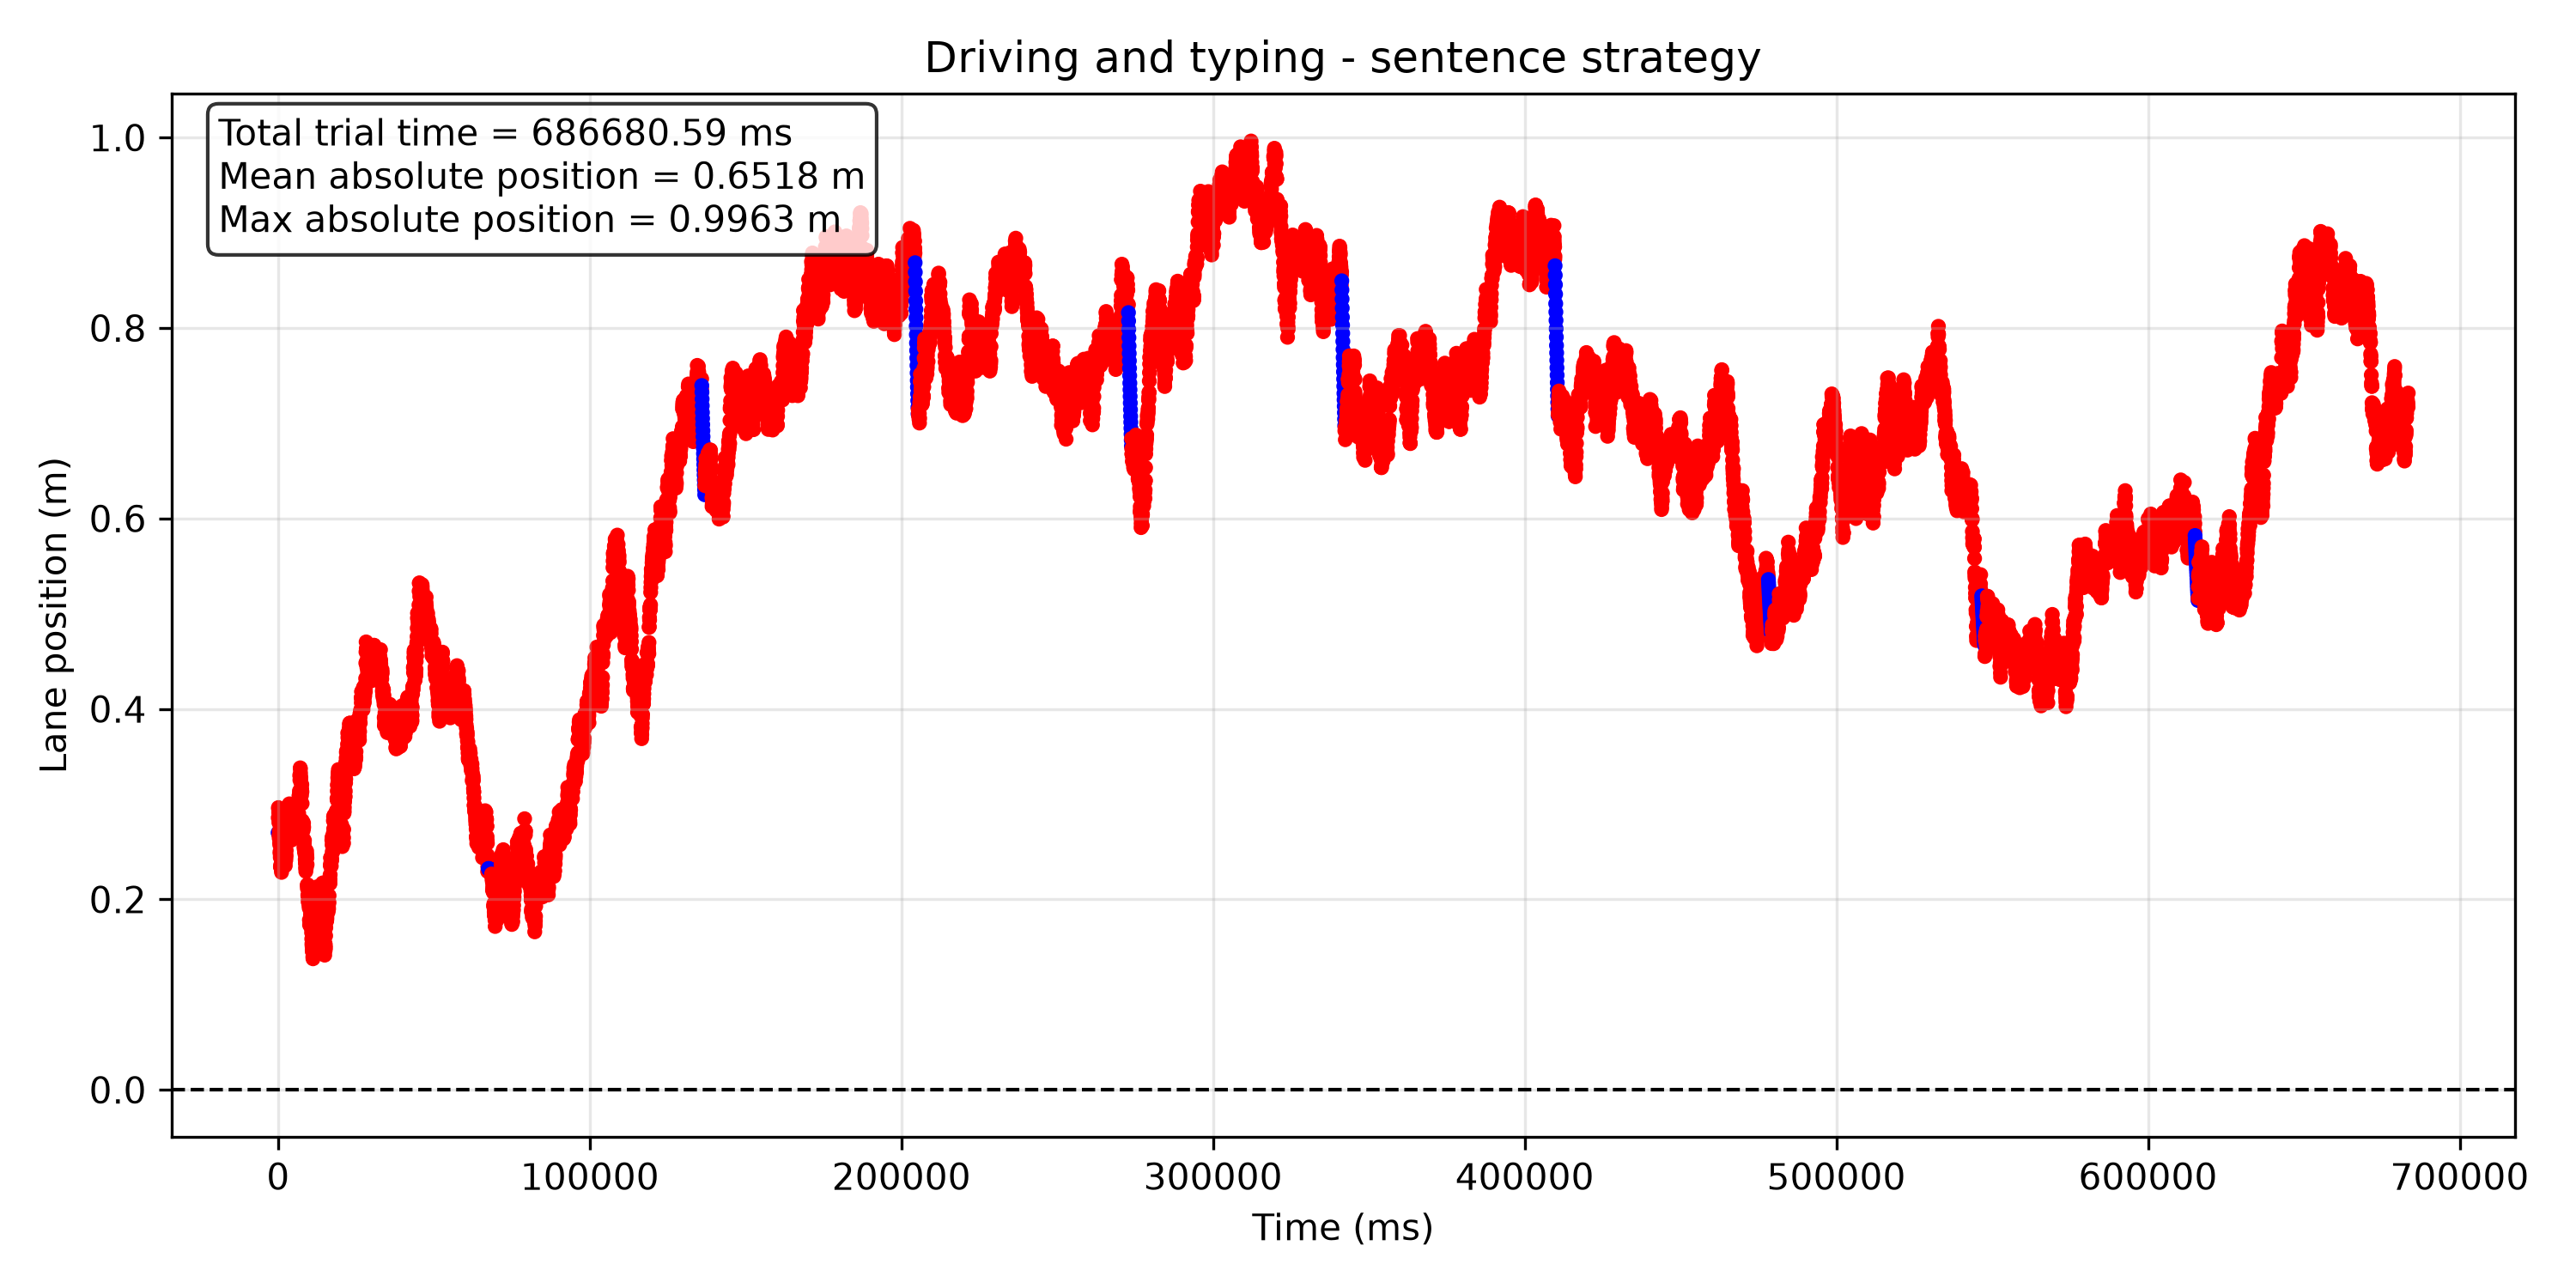 Driving and typing - sentence strategy
Total trial time = 686680.59 ms
Mean absolute position = 0.6518 m
Max absolute position = 0.9963 m
Lane position (m)
1.0
0.8
0.6
0.4
0.2
0.0
0 100000 200000 300000 400000 500000 600000 700000
Time (ms)